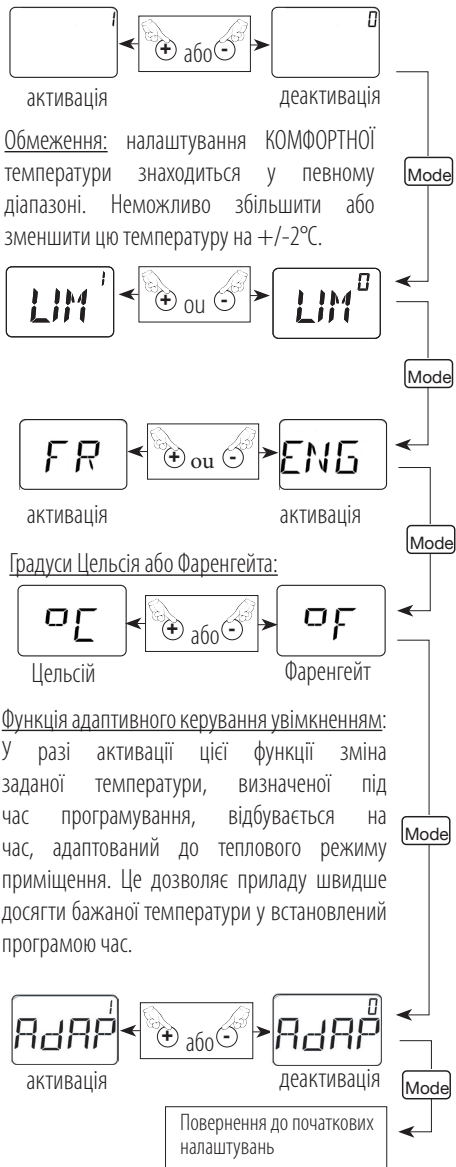 1 + або - 0
активація деактивація
Обмеження: налаштування КОМФОРТНОЇ
температури знаходиться у певному
діапазоні. Неможливо збільшити або
зменшити цю температуру на +/-2°C.
Mode
LIM 1 + ou - LIM 0
Mode
FR + ou - ENG
активація активація
Mode
Градуси Цельсія або Фаренгейта:
°C + або - °F
Цельсій Фаренгейт
Функція адаптивного керування увімкненням:
У разі активації цієї функції зміна
заданої температури, визначеної під
час програмування, відбувається на
час, адаптований до теплового режиму
приміщення. Це дозволяє приладу швидше
досягти бажаної температури у встановлений
програмою час.
Mode
AdAP 1 + або - AdAP 0
активація деактивація
Mode
Повернення до початкових
налаштувань